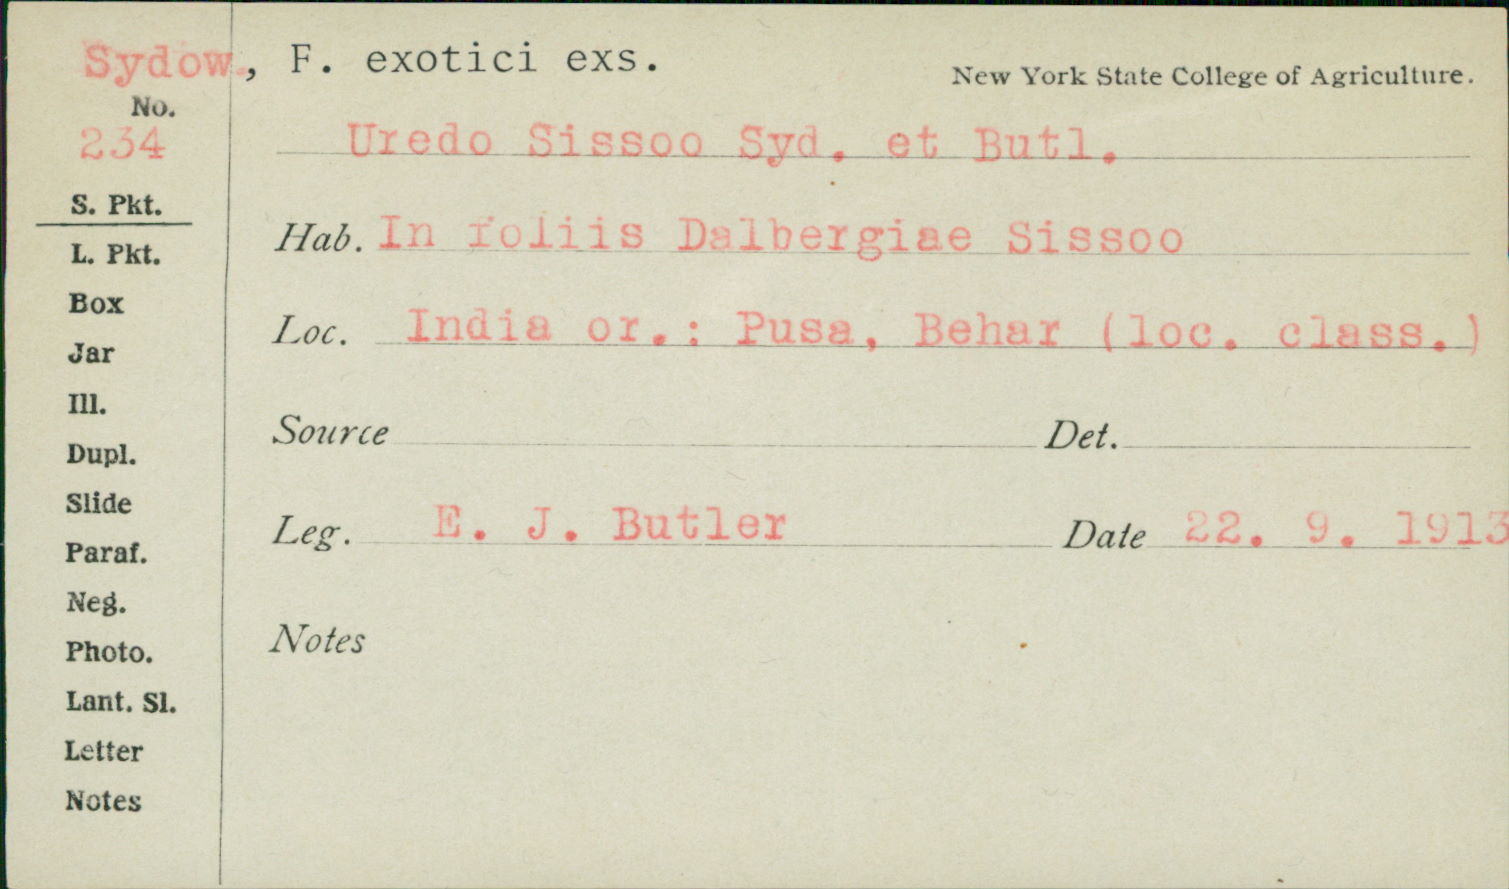 Sydow., F. exotici exs.
New York State College of Agriculture.
No.
234
Uredo Sissoo Syd. et Butl.
S. Pkt.
Hab. In foliis Dalbergiae Sissoo
L. Pkt.
Box
Loc. India or.: Pusa, Behar (loc. class.)
Jar
Ill.
Source Det.
Dupl.
Slide
Leg. E. J. Butler Date 22. 9. 1913
Paraf.
Neg.
Notes
Photo.
Lant. Sl.
Letter
Notes